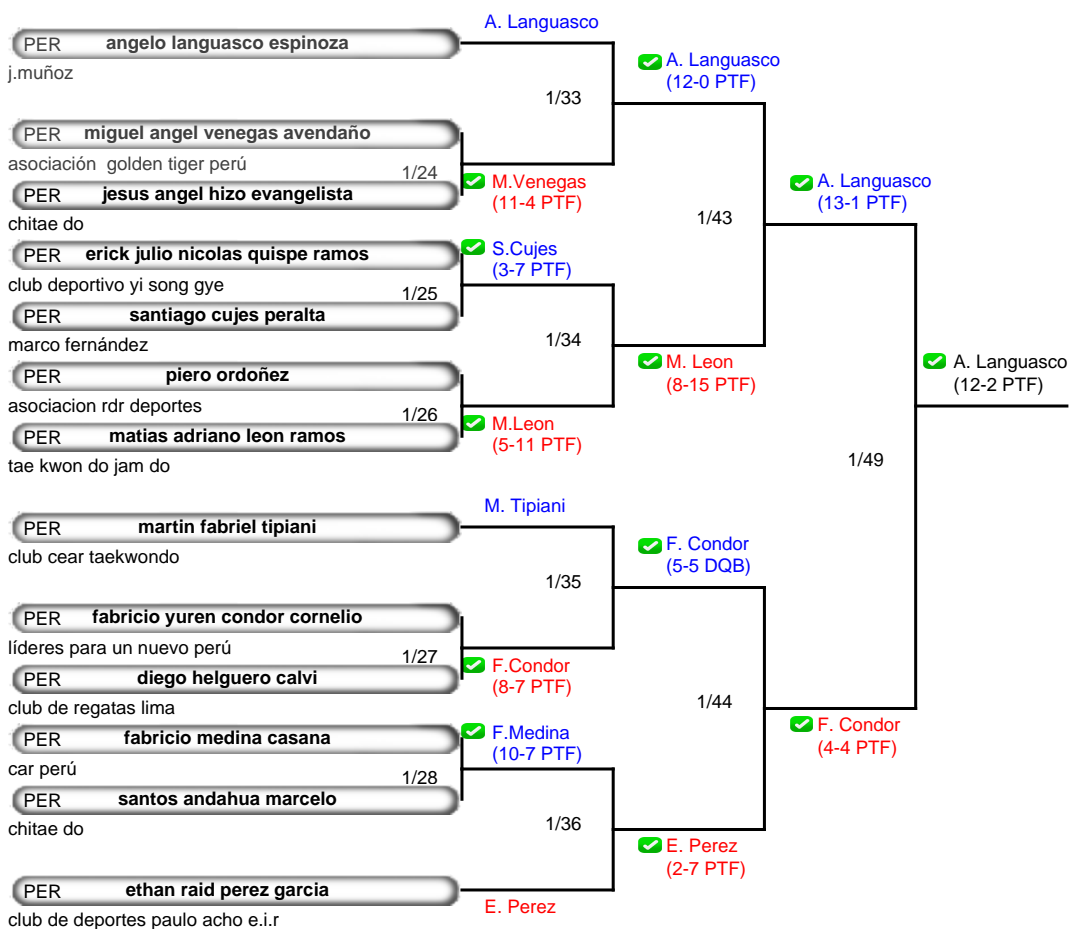 A. Languasco
PER angelo languasco espinoza
j.muñoz
A. Languasco
(12-0 PTF)
1/33
PER miguel angel venegas avendaño
asociación golden tiger perú
1/24
M.Venegas
(11-4 PTF)
PER jesus angel hizo evangelista
chitae do
A. Languasco
(13-1 PTF)
1/43
PER erick julio nicolas quispe ramos
club deportivo yi song gye
S.Cujes
(3-7 PTF)
1/25
PER santiago cujes peralta
marco fernández
1/34
M. Leon
(8-15 PTF)
A. Languasco
(12-2 PTF)
PER piero ordoñez
asociacion rdr deportes
1/26
M.Leon
(5-11 PTF)
PER matias adriano leon ramos
tae kwon do jam do
1/49
M. Tipiani
PER martin fabriel tipiani
club cear taekwondo
F. Condor
(5-5 DQB)
1/35
PER fabricio yuren condor cornelio
líderes para un nuevo perú
1/27
F.Condor
(8-7 PTF)
PER diego helguero calvi
club de regatas lima
1/44
F. Condor
(4-4 PTF)
PER fabricio medina casana
car perú
F.Medina
(10-7 PTF)
1/28
PER santos andahua marcelo
chitae do
1/36
E. Perez
(2-7 PTF)
PER ethan raid perez garcia
club de deportes paulo acho e.i.r
E. Perez